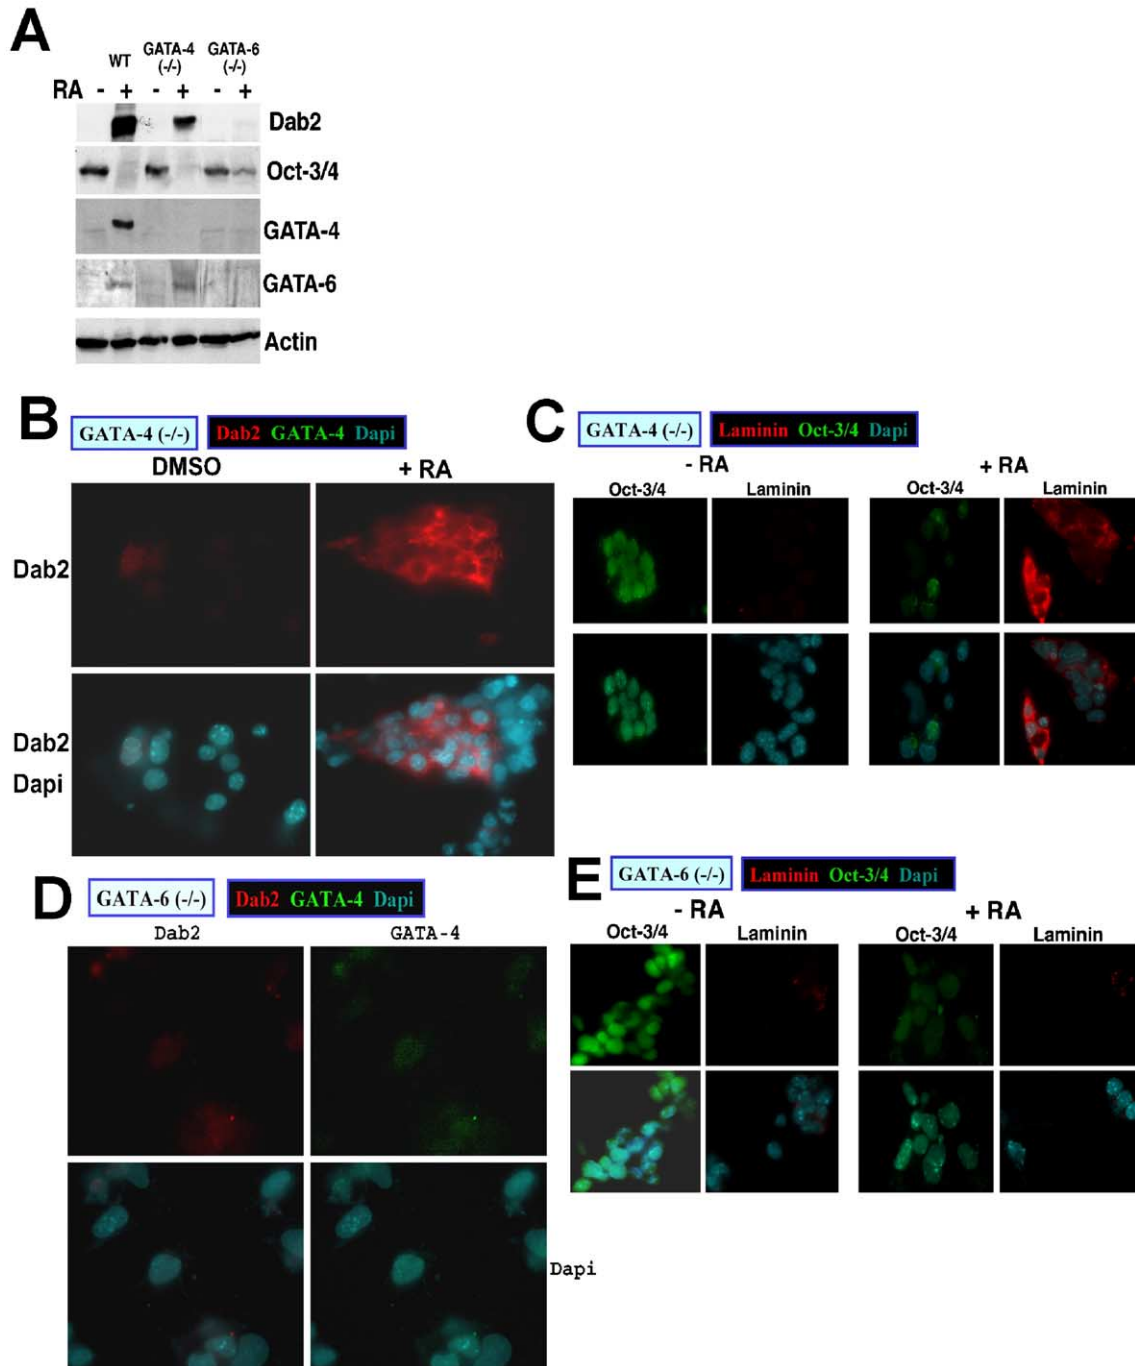 A
WT GATA-4 (-/-) GATA-6 (-/-)
RA - + - + - +
Dab2
Oct-3/4
GATA-4
GATA-6
Actin
B
GATA-4 (-/-) Dab2 GATA-4 Dapi
DMSO + RA
Dab2
Dab2
Dapi
C
GATA-4 (-/-) Laminin Oct-3/4 Dapi
- RA + RA
Oct-3/4 Laminin Oct-3/4 Laminin
D
GATA-6 (-/-) Dab2 GATA-4 Dapi
Dab2 GATA-4
Dapi
E
GATA-6 (-/-) Laminin Oct-3/4 Dapi
- RA + RA
Oct-3/4 Laminin Oct-3/4 Laminin